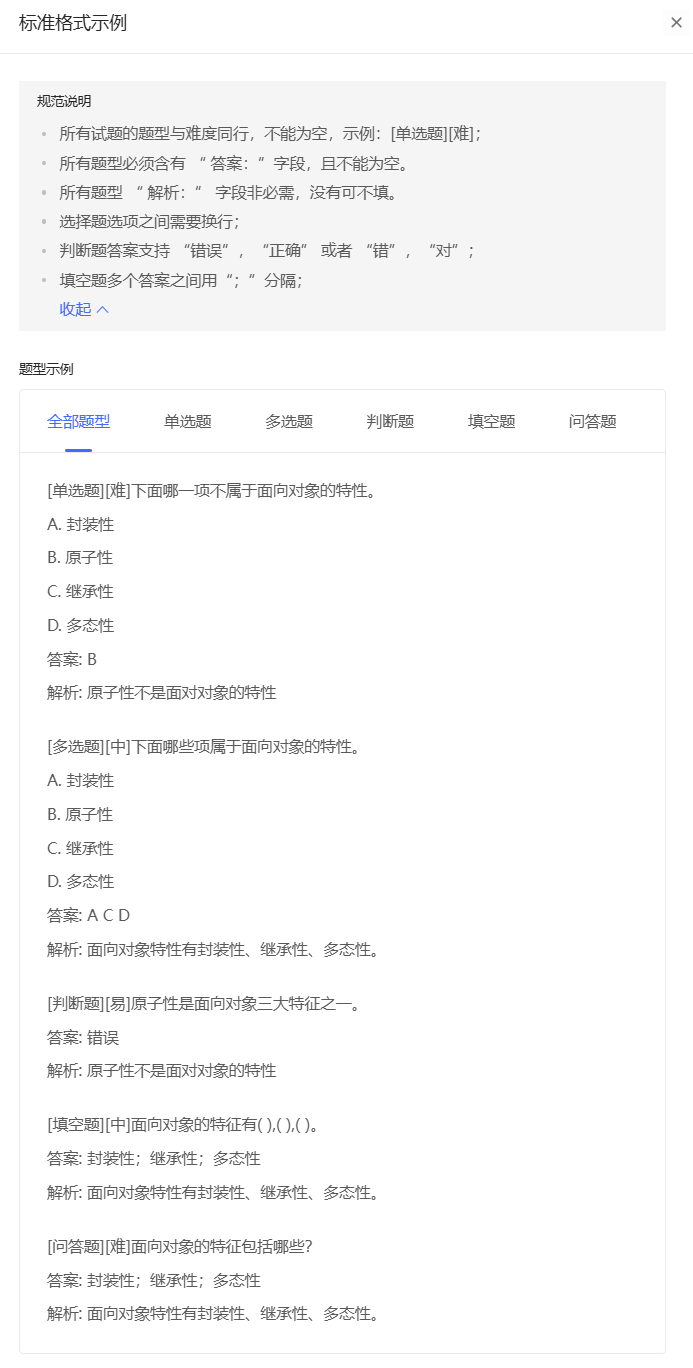 标准格式示例
规范说明
所有试题的题型与难度同行，不能为空，示例：[单选题][难]；
所有题型必须含有 “ 答案：” 字段，且不能为空。
所有题型 “ 解析：” 字段非必需，没有可不填。
选择题选项之间需要换行；
判断题答案支持 “错误”，“正确” 或者 “错”，“对”；
填空题多个答案之间用“；”分隔；
收起
题型示例
全部题型 单选题 多选题 判断题 填空题 问答题
[单选题][难]下面哪一项不属于面向对象的特性。
A. 封装性
B. 原子性
C. 继承性
D. 多态性
答案: B
解析: 原子性不是面对对象的特性
[多选题][中]下面哪些项属于面向对象的特性。
A. 封装性
B. 原子性
C. 继承性
D. 多态性
答案: A C D
解析: 面向对象特性有封装性、继承性、多态性。
[判断题][易]原子性是面向对象三大特征之一。
答案: 错误
解析: 原子性不是面对对象的特性
[填空题][中]面向对象的特征有( ),( ),( )。
答案: 封装性；继承性；多态性
解析: 面向对象特性有封装性、继承性、多态性。
[问答题][难]面向对象的特征包括哪些?
答案: 封装性；继承性；多态性
解析: 面向对象特性有封装性、继承性、多态性。